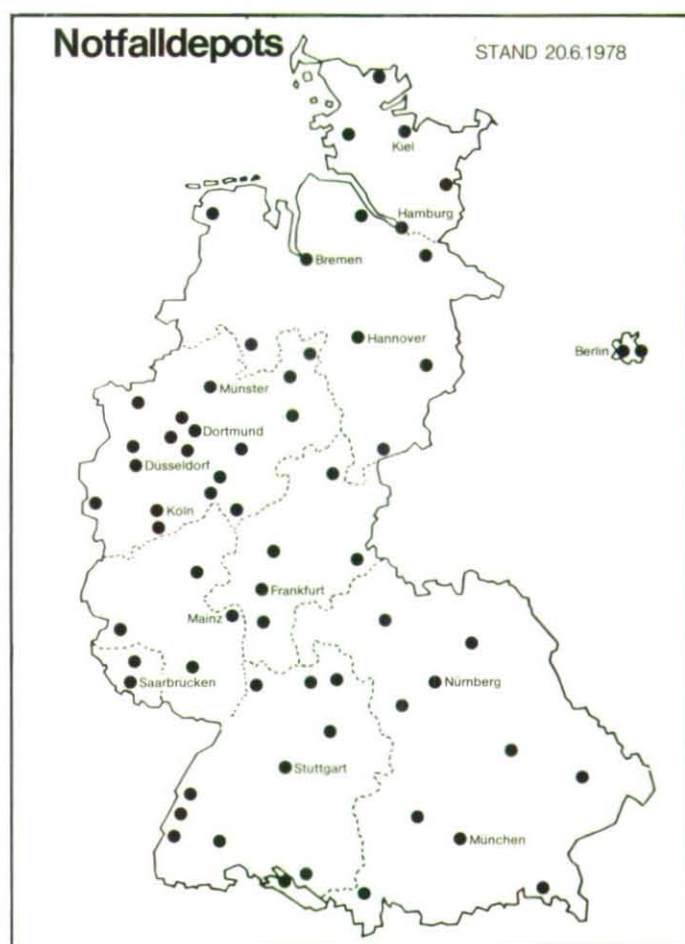 Notfalldepots
STAND 20.6.1978
Kiel
Hamburg
Bremen
Hannover
Berlin
Münster
Dortmund
Düsseldorf
Köln
Frankfurt
Mainz
Saarbrücken
Nürnberg
Stuttgart
München